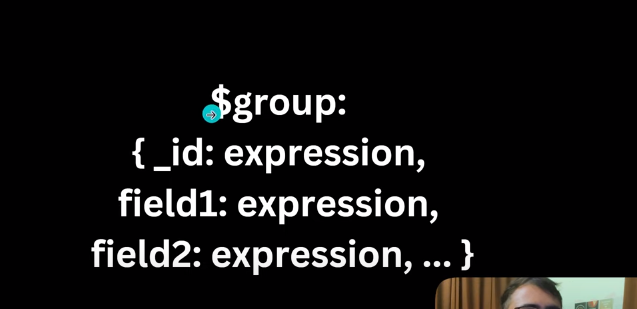 $group:
{ _id: expression,
field1: expression,
field2: expression, ... }